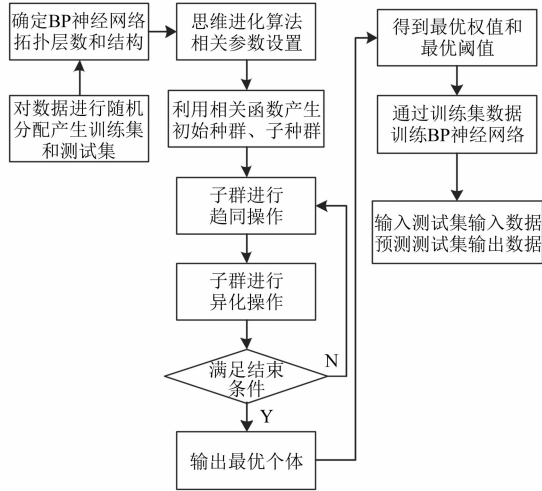 确定BP神经网络
拓扑层数和结构
对数据进行随机
分配产生训练集
和测试集
思维进化算法
相关参数设置
利用相关函数产生
初始种群、子种群
子群进行
趋同操作
子群进行
异化操作
满足结束
条件
N
Y
输出最优个体
得到最优权值和
最优阈值
通过训练集数据
训练BP神经网络
输入测试集输入数据
预测测试集输出数据